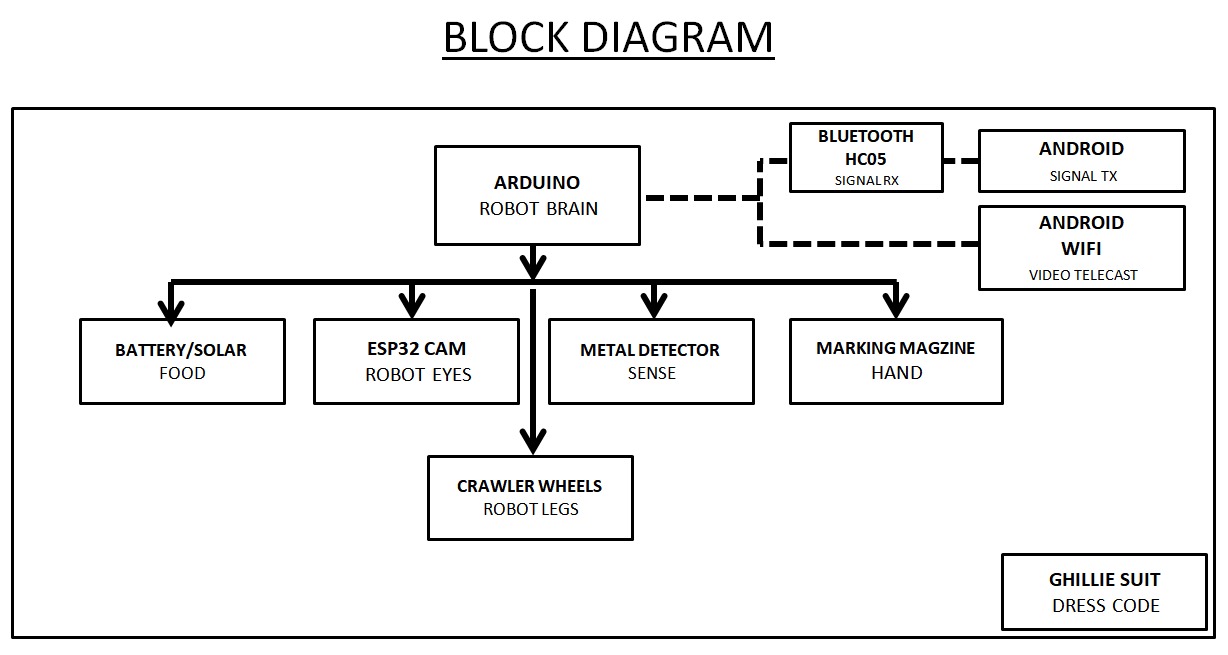 BLOCK DIAGRAM
ARDUINO
ROBOT BRAIN
BLUETOOTH
HC05
SIGNAL RX
ANDROID
SIGNAL TX
ANDROID
WIFI
VIDEO TELECAST
BATTERY/SOLAR
FOOD
ESP32 CAM
ROBOT EYES
METAL DETECTOR
SENSE
MARKING MAGZINE
HAND
CRAWLER WHEELS
ROBOT LEGS
GHILLIE SUIT
DRESS CODE